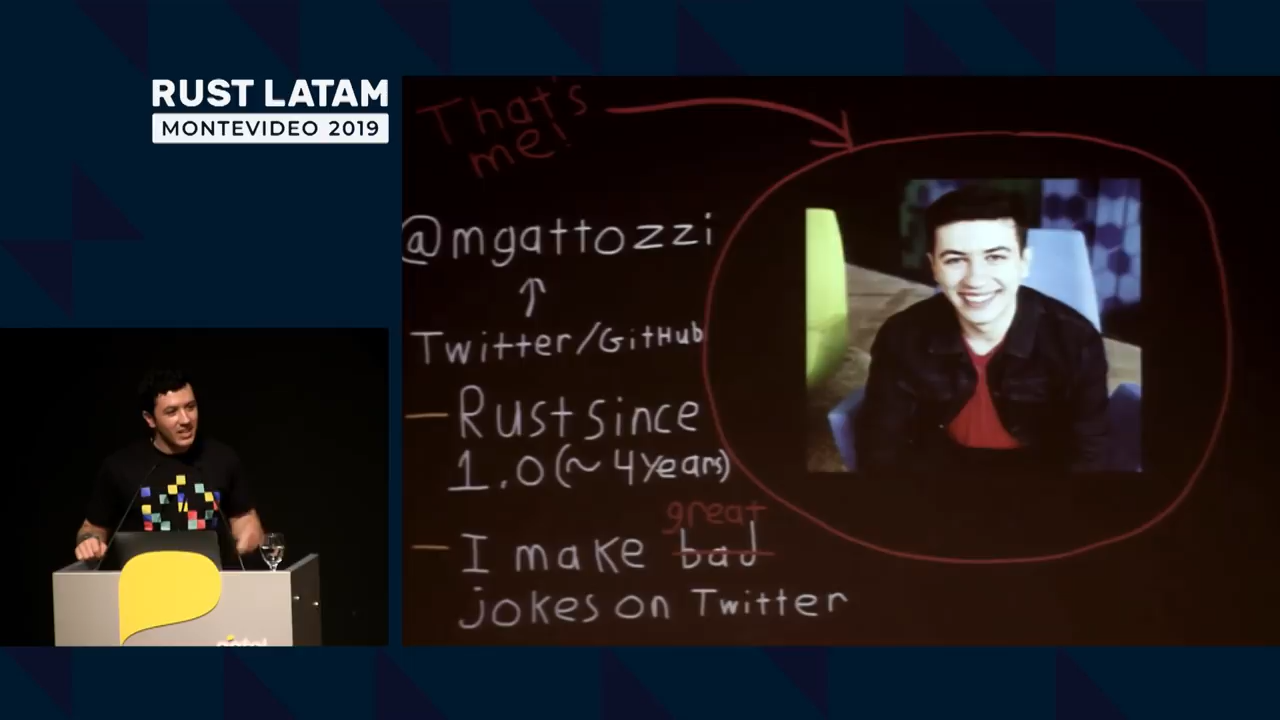 RUST LATAM
MONTEVIDEO 2019
That's
me!
@mgattozzi
↑
Twitter/GitHub
– Rust since
1.0 (~ 4 years)
great
– I make bad
jokes on Twitter